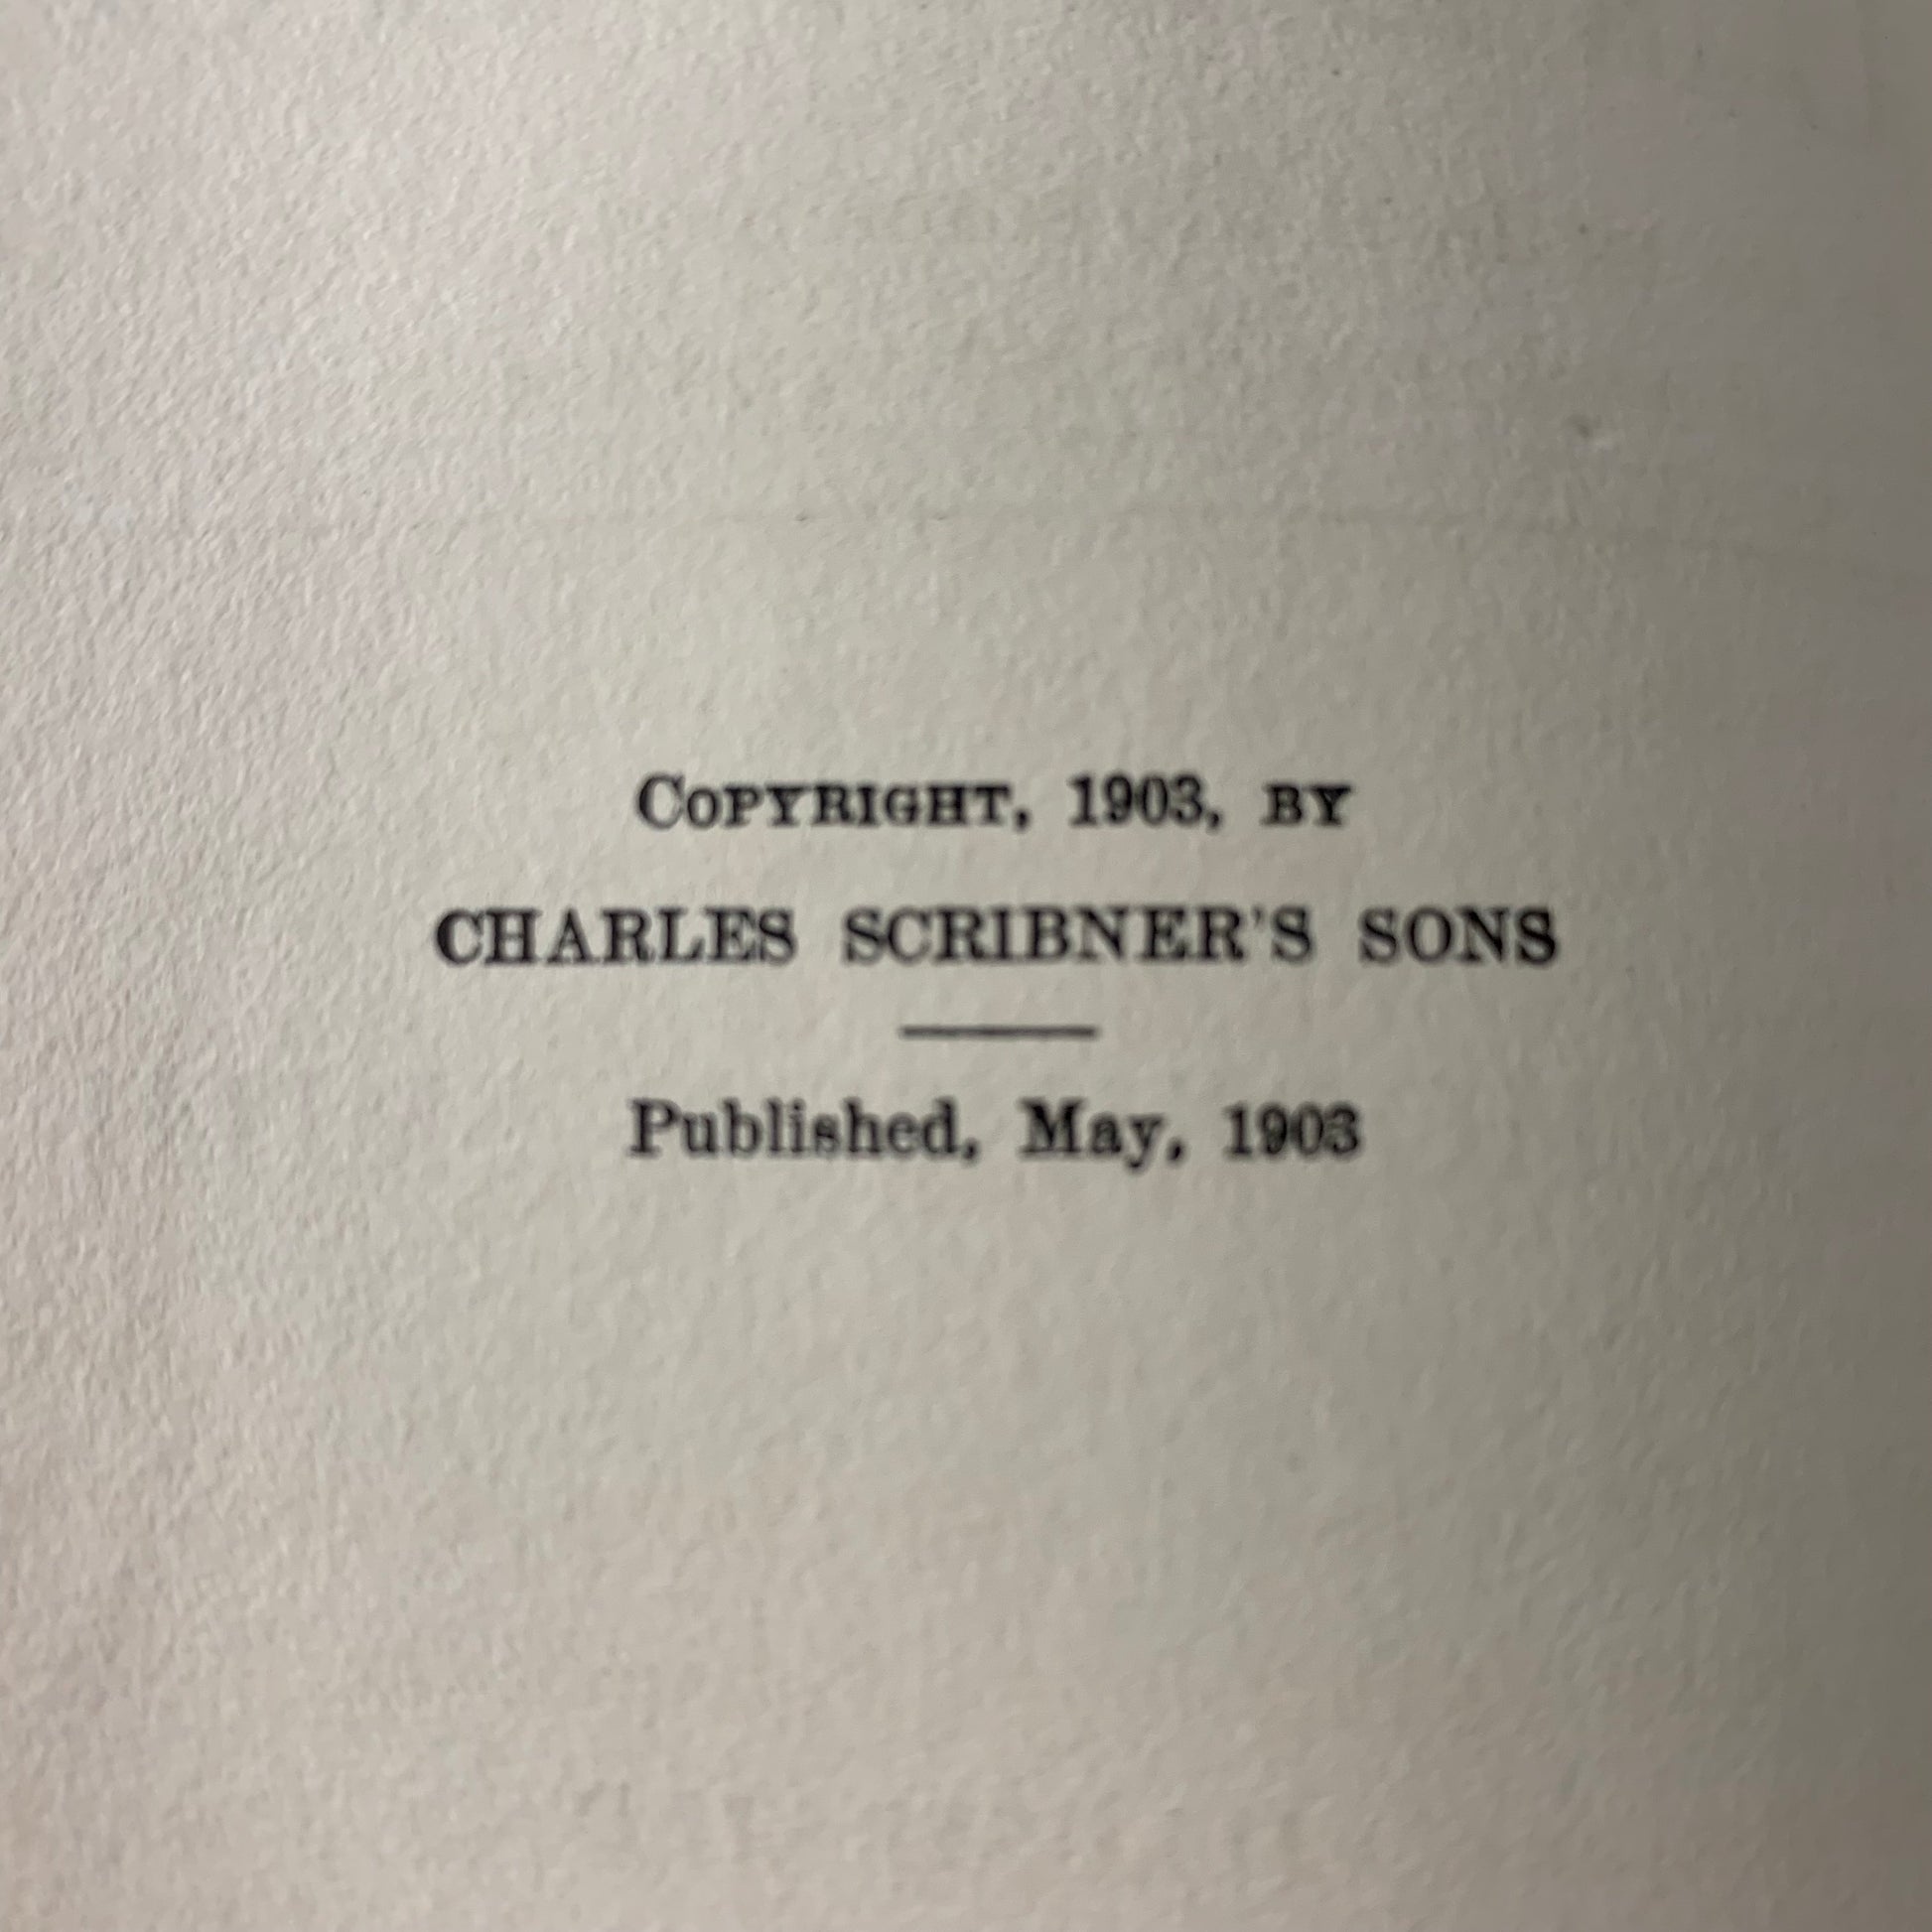 COPYRIGHT, 1903, BY
CHARLES SCRIBNER'S SONS
Published, May, 1903